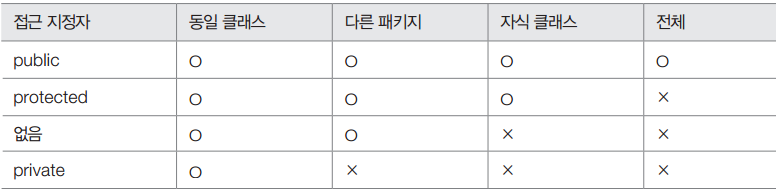 접근 지정자 동일 클래스 다른 패키지 자식 클래스 전체
public O O O O
protected O O O ×
없음 O O × ×
private O × × ×